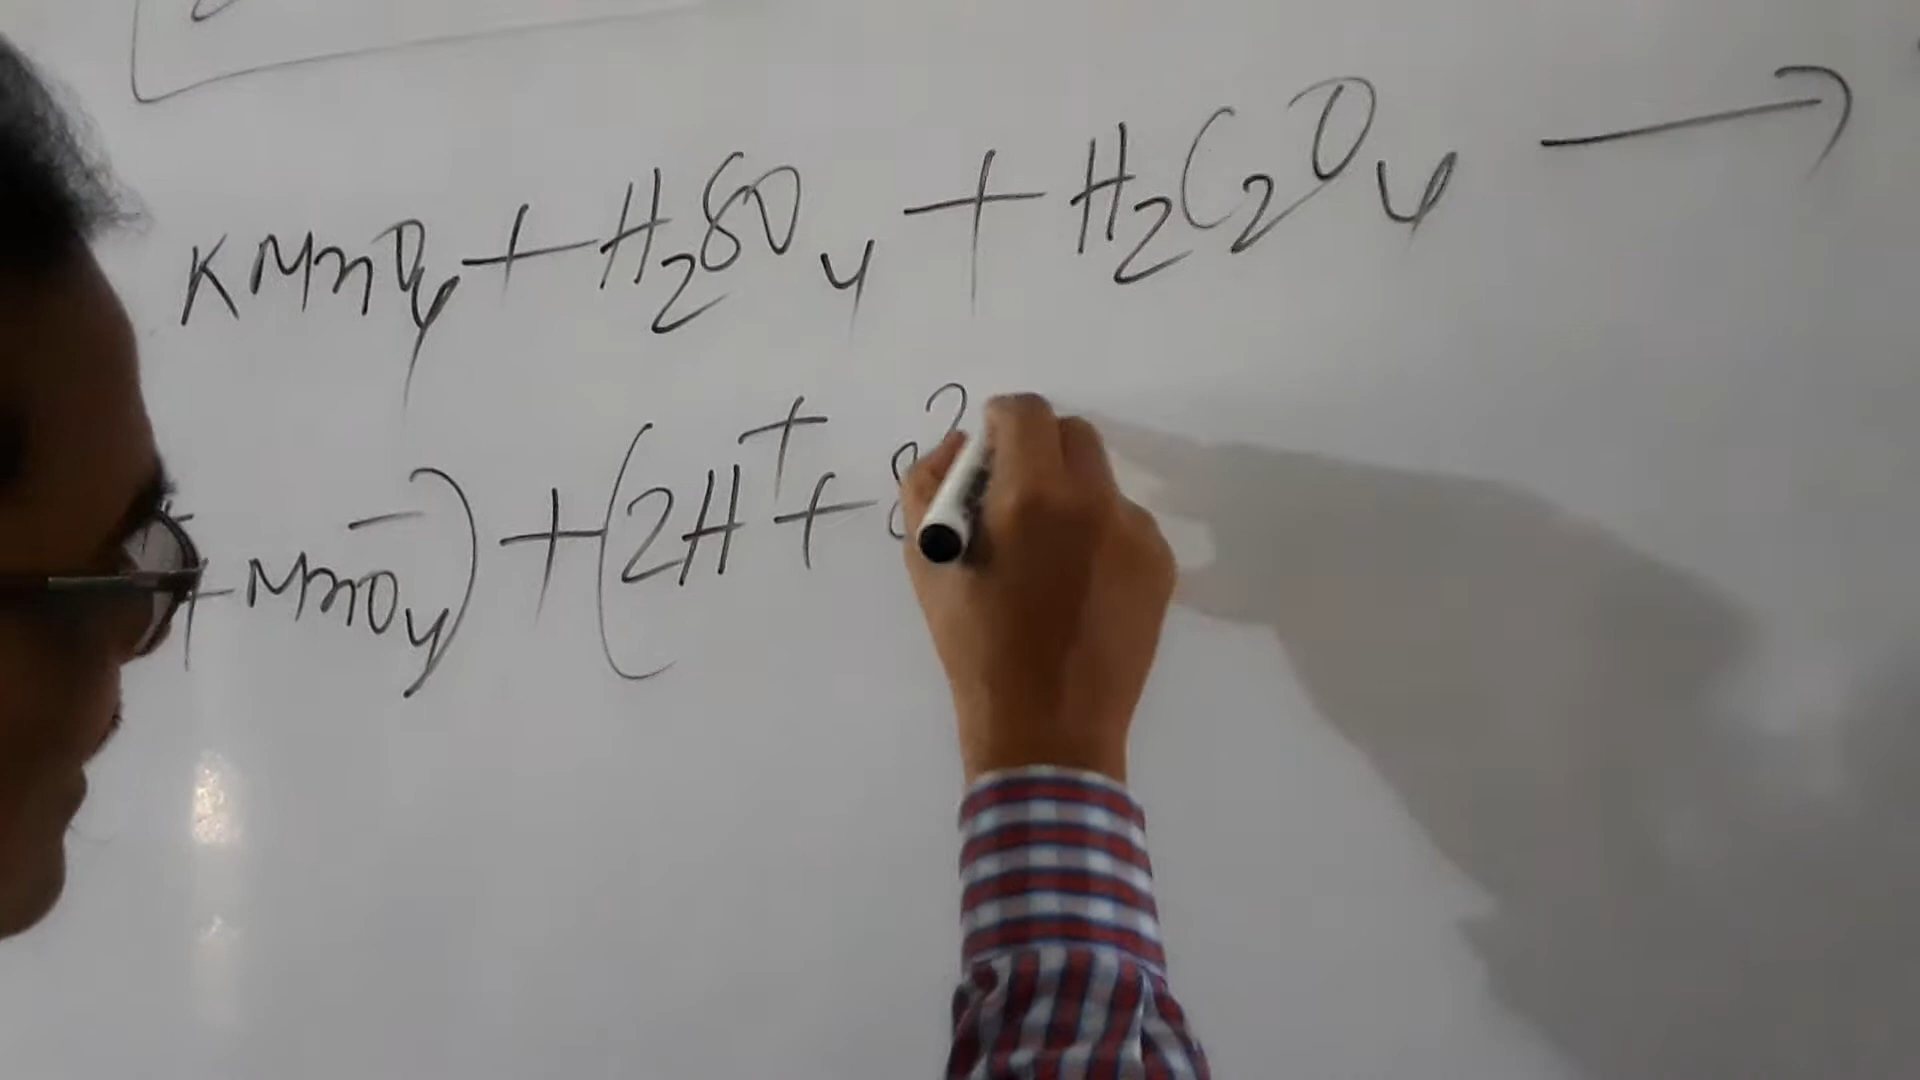 KMnO₄ + H₂SO₄ + H₂C₂O₄ →
+ MnO₄⁻) + (2H⁺ +